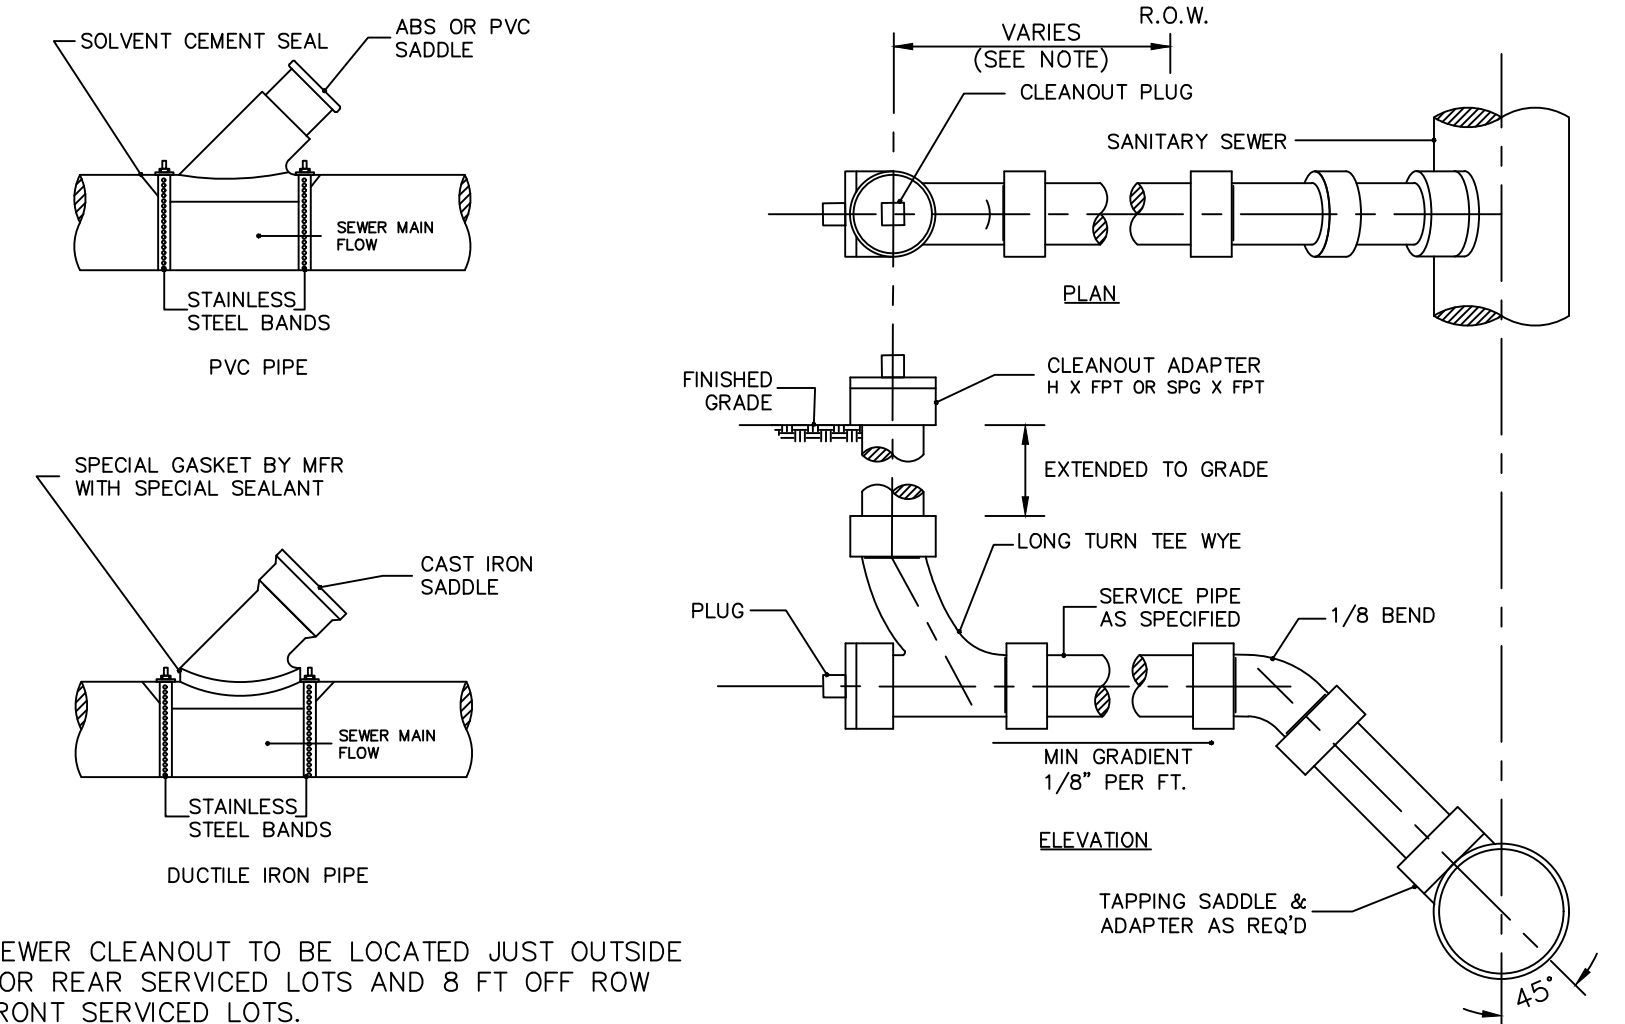 SOLVENT CEMENT SEAL
ABS OR PVC
SADDLE
SEWER MAIN
FLOW
STAINLESS
STEEL BANDS
PVC PIPE
SPECIAL GASKET BY MFR
WITH SPECIAL SEALANT
CAST IRON
SADDLE
SEWER MAIN
FLOW
STAINLESS
STEEL BANDS
DUCTILE IRON PIPE
R.O.W.
VARIES
(SEE NOTE)
CLEANOUT PLUG
SANITARY SEWER
PLAN
FINISHED
GRADE
CLEANOUT ADAPTER
H X FPT OR SPG X FPT
EXTENDED TO GRADE
LONG TURN TEE WYE
PLUG
SERVICE PIPE
AS SPECIFIED
1/8 BEND
MIN GRADIENT
1/8" PER FT.
ELEVATION
TAPPING SADDLE &
ADAPTER AS REQ'D
45°
EWER CLEANOUT TO BE LOCATED JUST OUTSIDE
OR REAR SERVICED LOTS AND 8 FT OFF ROW
RONT SERVICED LOTS.